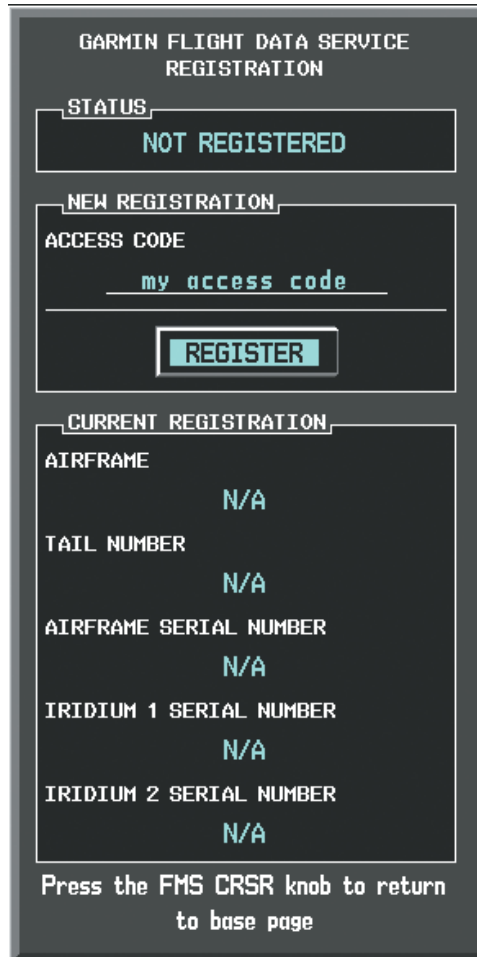 GARMIN FLIGHT DATA SERVICE
REGISTRATION
STATUS
NOT REGISTERED
NEW REGISTRATION
ACCESS CODE
my access code
REGISTER
CURRENT REGISTRATION
AIRFRAME
N/A
TAIL NUMBER
N/A
AIRFRAME SERIAL NUMBER
N/A
IRIDIUM 1 SERIAL NUMBER
N/A
IRIDIUM 2 SERIAL NUMBER
N/A
Press the FMS CRSR knob to return
to base page